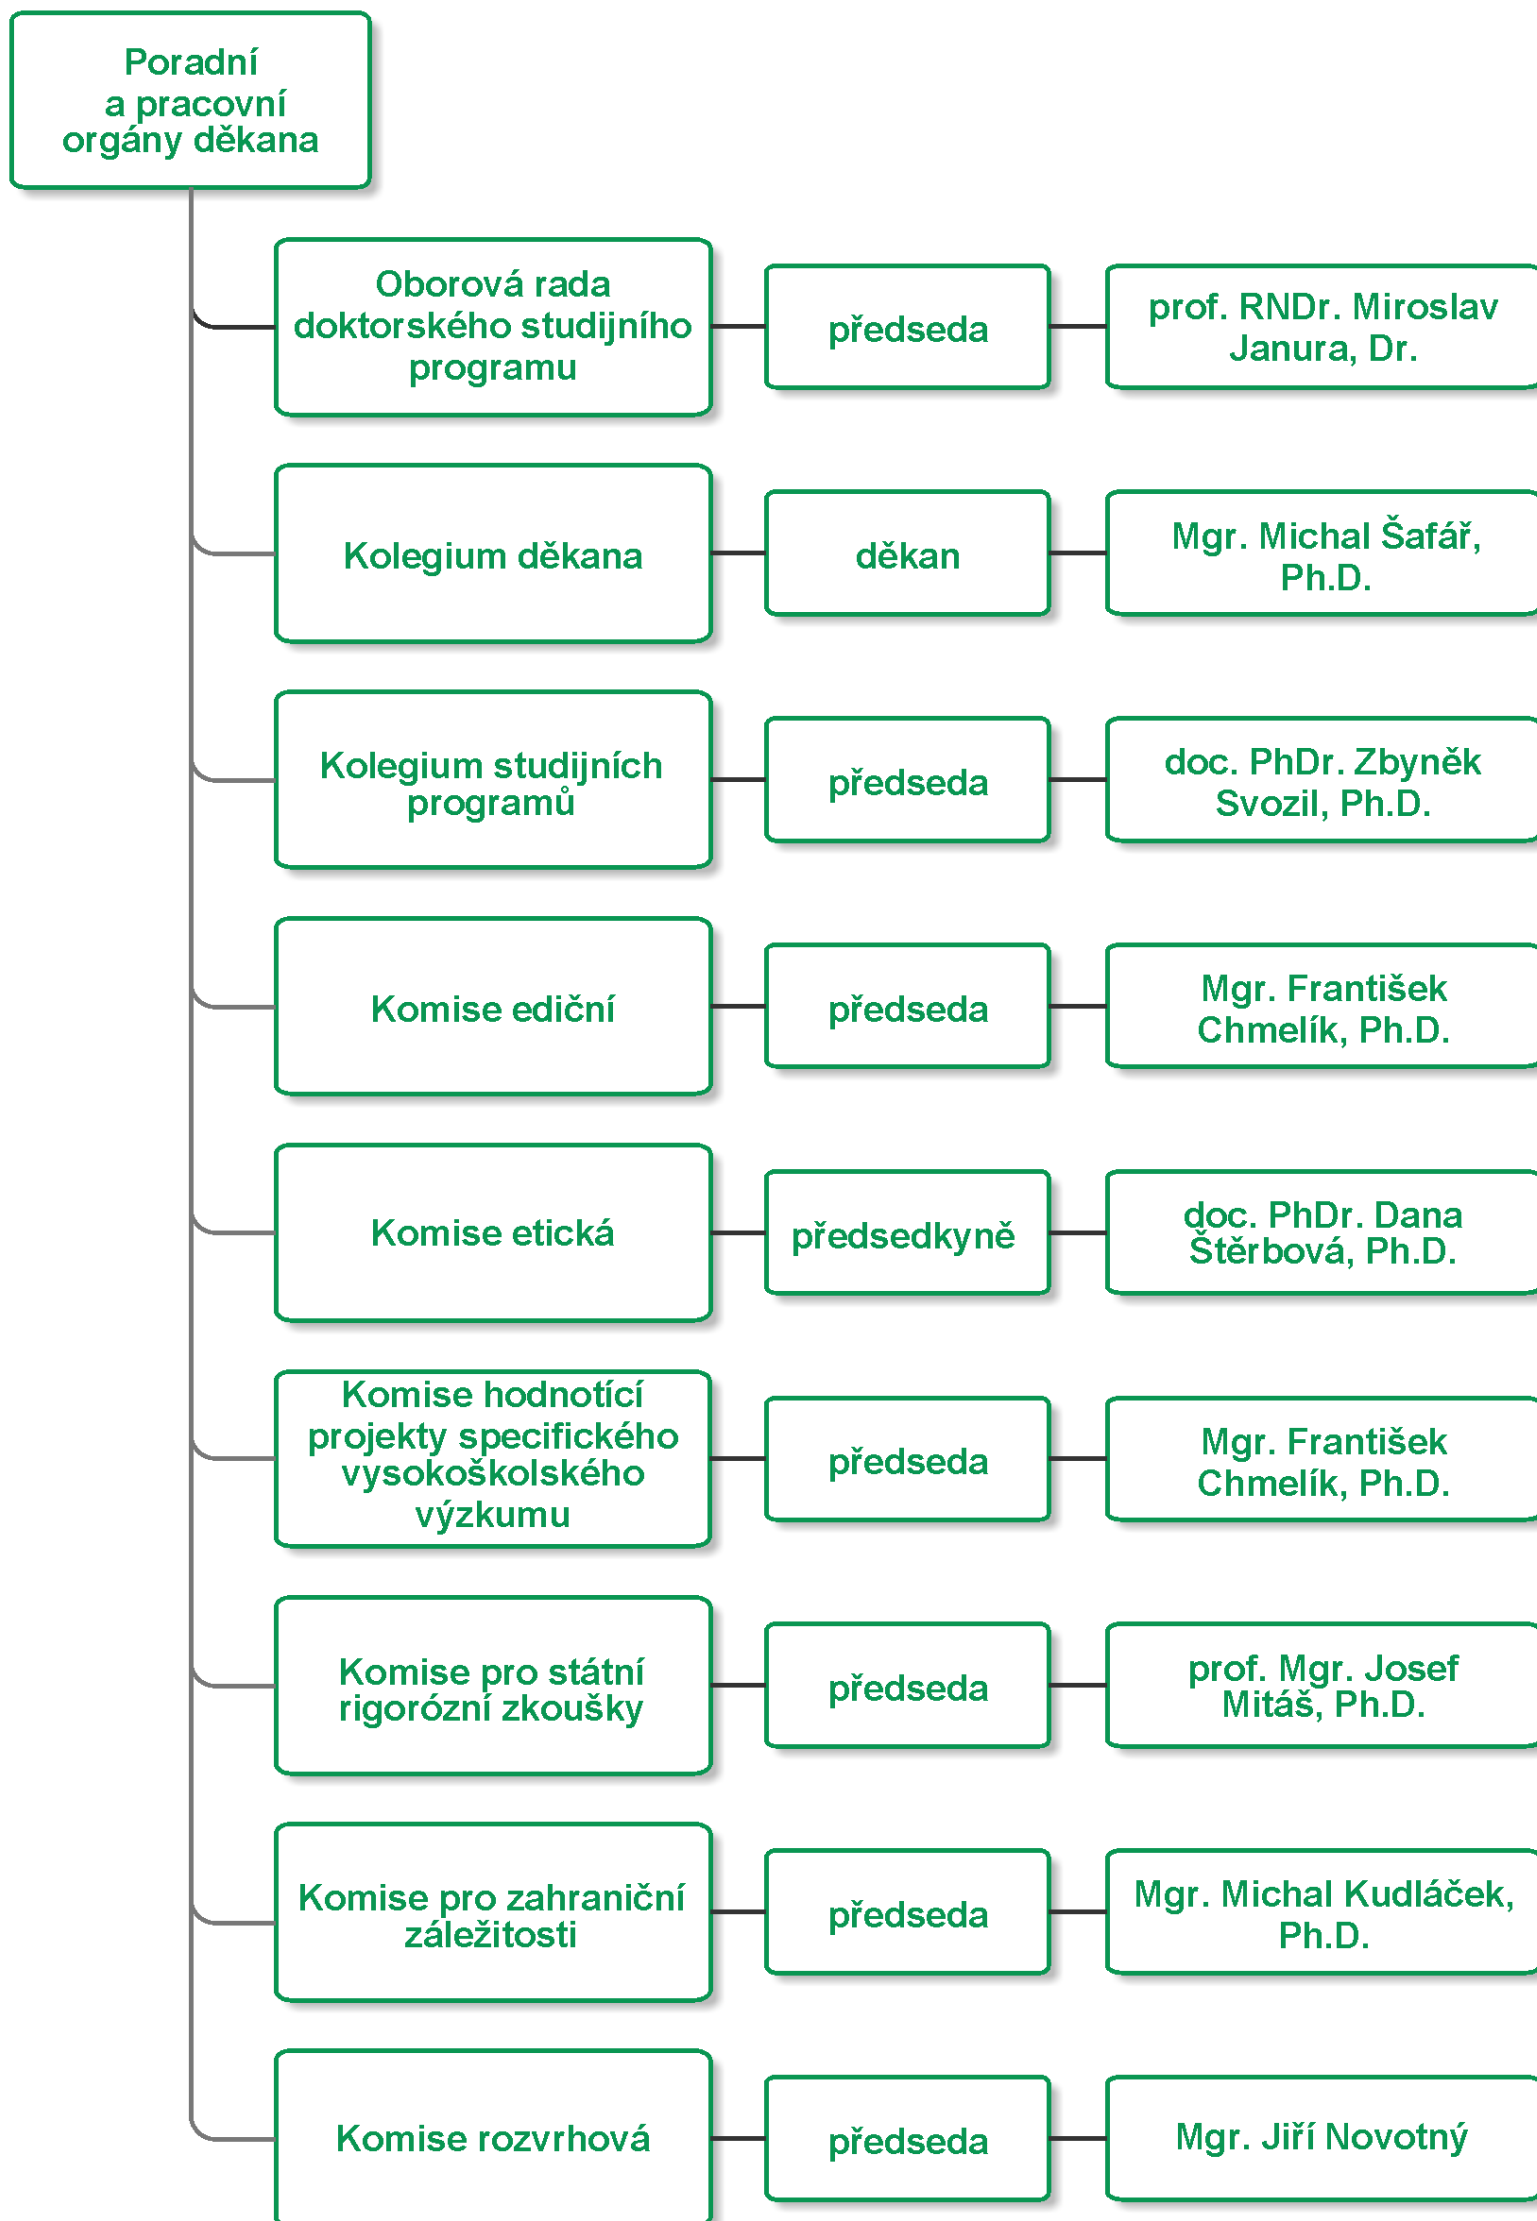 Poradní
a pracovní
orgány děkana
Oborová rada
doktorského studijního
programu
předseda
prof. RNDr. Miroslav
Janura, Dr.
Kolegium děkana
děkan
Mgr. Michal Šafář,
Ph.D.
Kolegium studijních
programů
předseda
doc. PhDr. Zbyněk
Svozil, Ph.D.
Komise ediční
předseda
Mgr. František
Chmelík, Ph.D.
Komise etická
předsedkyně
doc. PhDr. Dana
Štěrbová, Ph.D.
Komise hodnotící
projekty specifického
vysokoškolského
výzkumu
předseda
Mgr. František
Chmelík, Ph.D.
Komise pro státní
rigorózní zkoušky
předseda
prof. Mgr. Josef
Mitáš, Ph.D.
Komise pro zahraniční
záležitosti
předseda
Mgr. Michal Kudláček,
Ph.D.
Komise rozvrhová
předseda
Mgr. Jiří Novotný